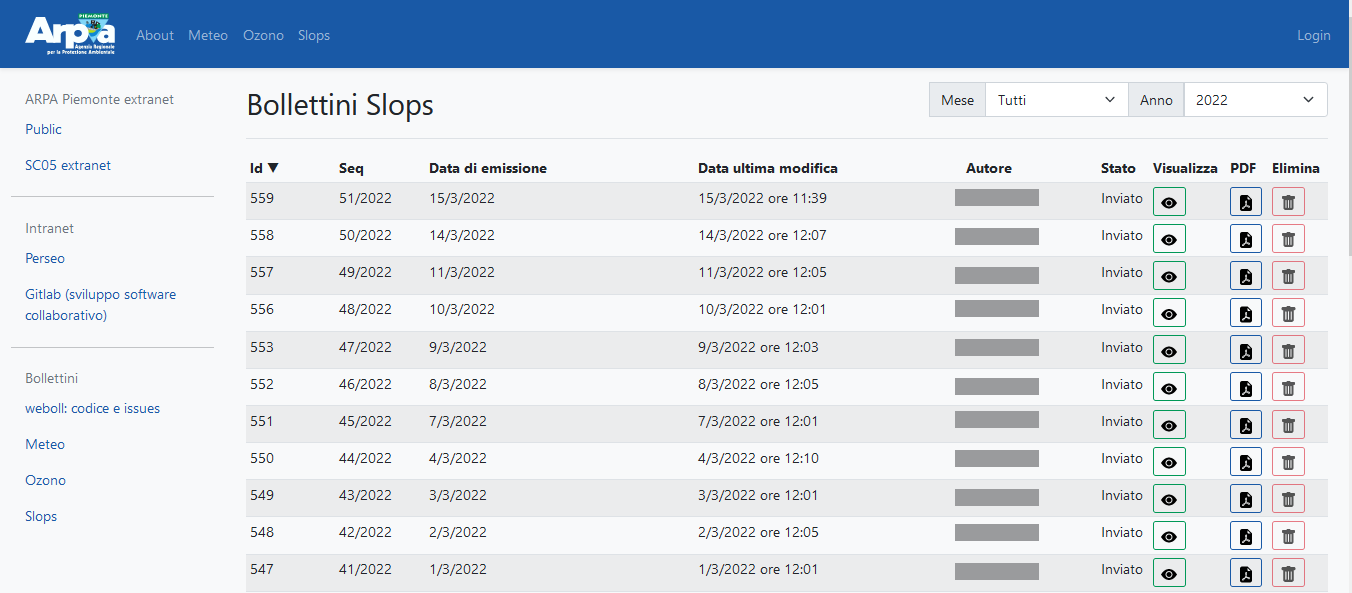 PIEMONTE
Arpa
Agenzia Regionale
per la Protezione Ambientale
About Meteo Ozono Slops Login
ARPA Piemonte extranet
Public
SC05 extranet
Intranet
Perseo
Gitlab (sviluppo software
collaborativo)
Bollettini
weboll: codice e issues
Meteo
Ozono
Slops
Bollettini Slops
Mese Tutti Anno 2022
Id ▼ Seq Data di emissione Data ultima modifica Autore Stato Visualizza PDF Elimina
559 51/2022 15/3/2022 15/3/2022 ore 11:39 Inviato
558 50/2022 14/3/2022 14/3/2022 ore 12:07 Inviato
557 49/2022 11/3/2022 11/3/2022 ore 12:05 Inviato
556 48/2022 10/3/2022 10/3/2022 ore 12:01 Inviato
553 47/2022 9/3/2022 9/3/2022 ore 12:03 Inviato
552 46/2022 8/3/2022 8/3/2022 ore 12:05 Inviato
551 45/2022 7/3/2022 7/3/2022 ore 12:01 Inviato
550 44/2022 4/3/2022 4/3/2022 ore 12:10 Inviato
549 43/2022 3/3/2022 3/3/2022 ore 12:01 Inviato
548 42/2022 2/3/2022 2/3/2022 ore 12:05 Inviato
547 41/2022 1/3/2022 1/3/2022 ore 12:01 Inviato